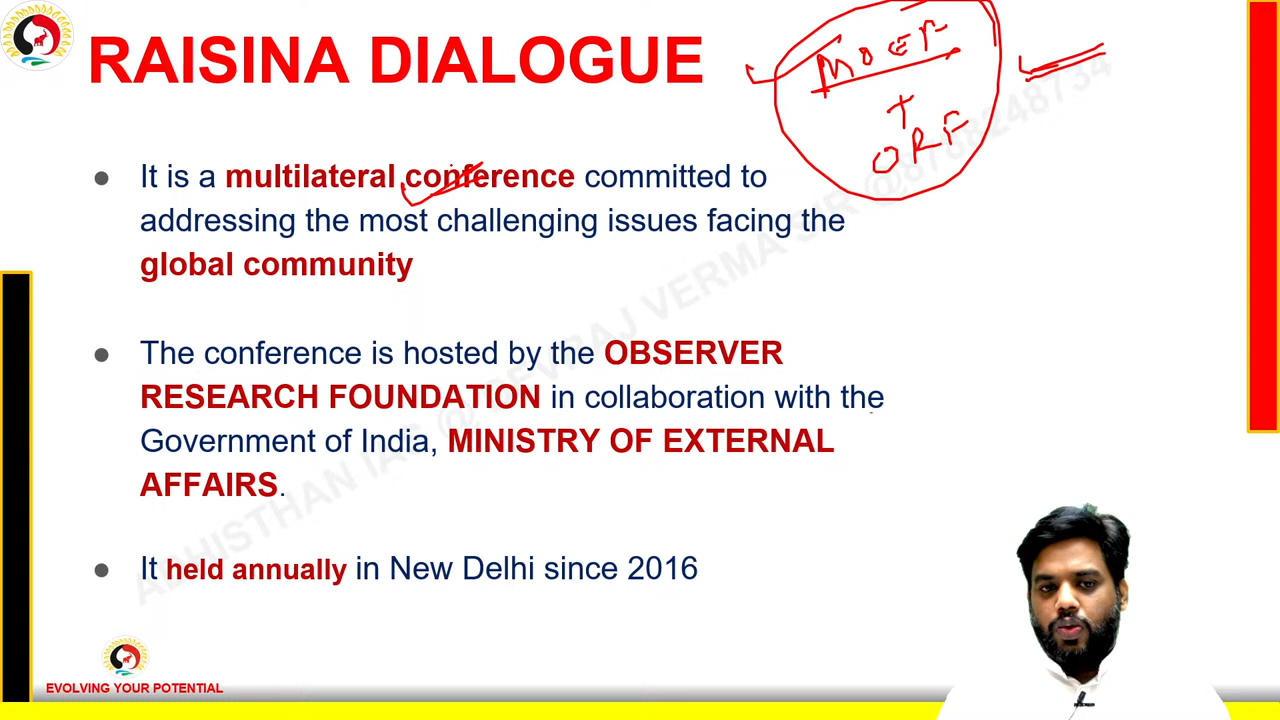 RAISINA DIALOGUE
MOEF
+
ORF
● It is a multilateral conference committed to
addressing the most challenging issues facing the
global community
● The conference is hosted by the OBSERVER
RESEARCH FOUNDATION in collaboration with the
Government of India, MINISTRY OF EXTERNAL
AFFAIRS.
● It held annually in New Delhi since 2016
EVOLVING YOUR POTENTIAL